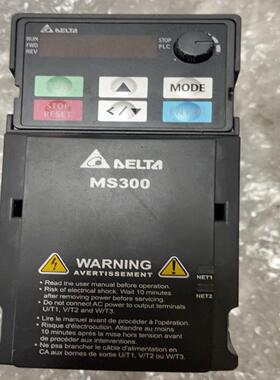 DELTA
RUN
FWD
REV
STOP
PLC
MODE
STOP
RESET
ENTER
DELTA
MS300
WARNING
AVERTISSEMENT
NET1
NET2
Read the user manual before operation.
Risk of electrical shock. Wait 10 minutes
after removing power before servicing.
Do not connect AC power to output terminals
U/T1, V/T2 and W/T3.
Lire le manuel avant de procéder à l'opération.
Risque d'électrocution. Attendre au moins
10 minutes après la mise hors tension avant
de procéder aux interventions.
Ne pas brancher le câble d'alimentation en
CA aux bornes de sortie U/T1, V/T2 ou W/T3.